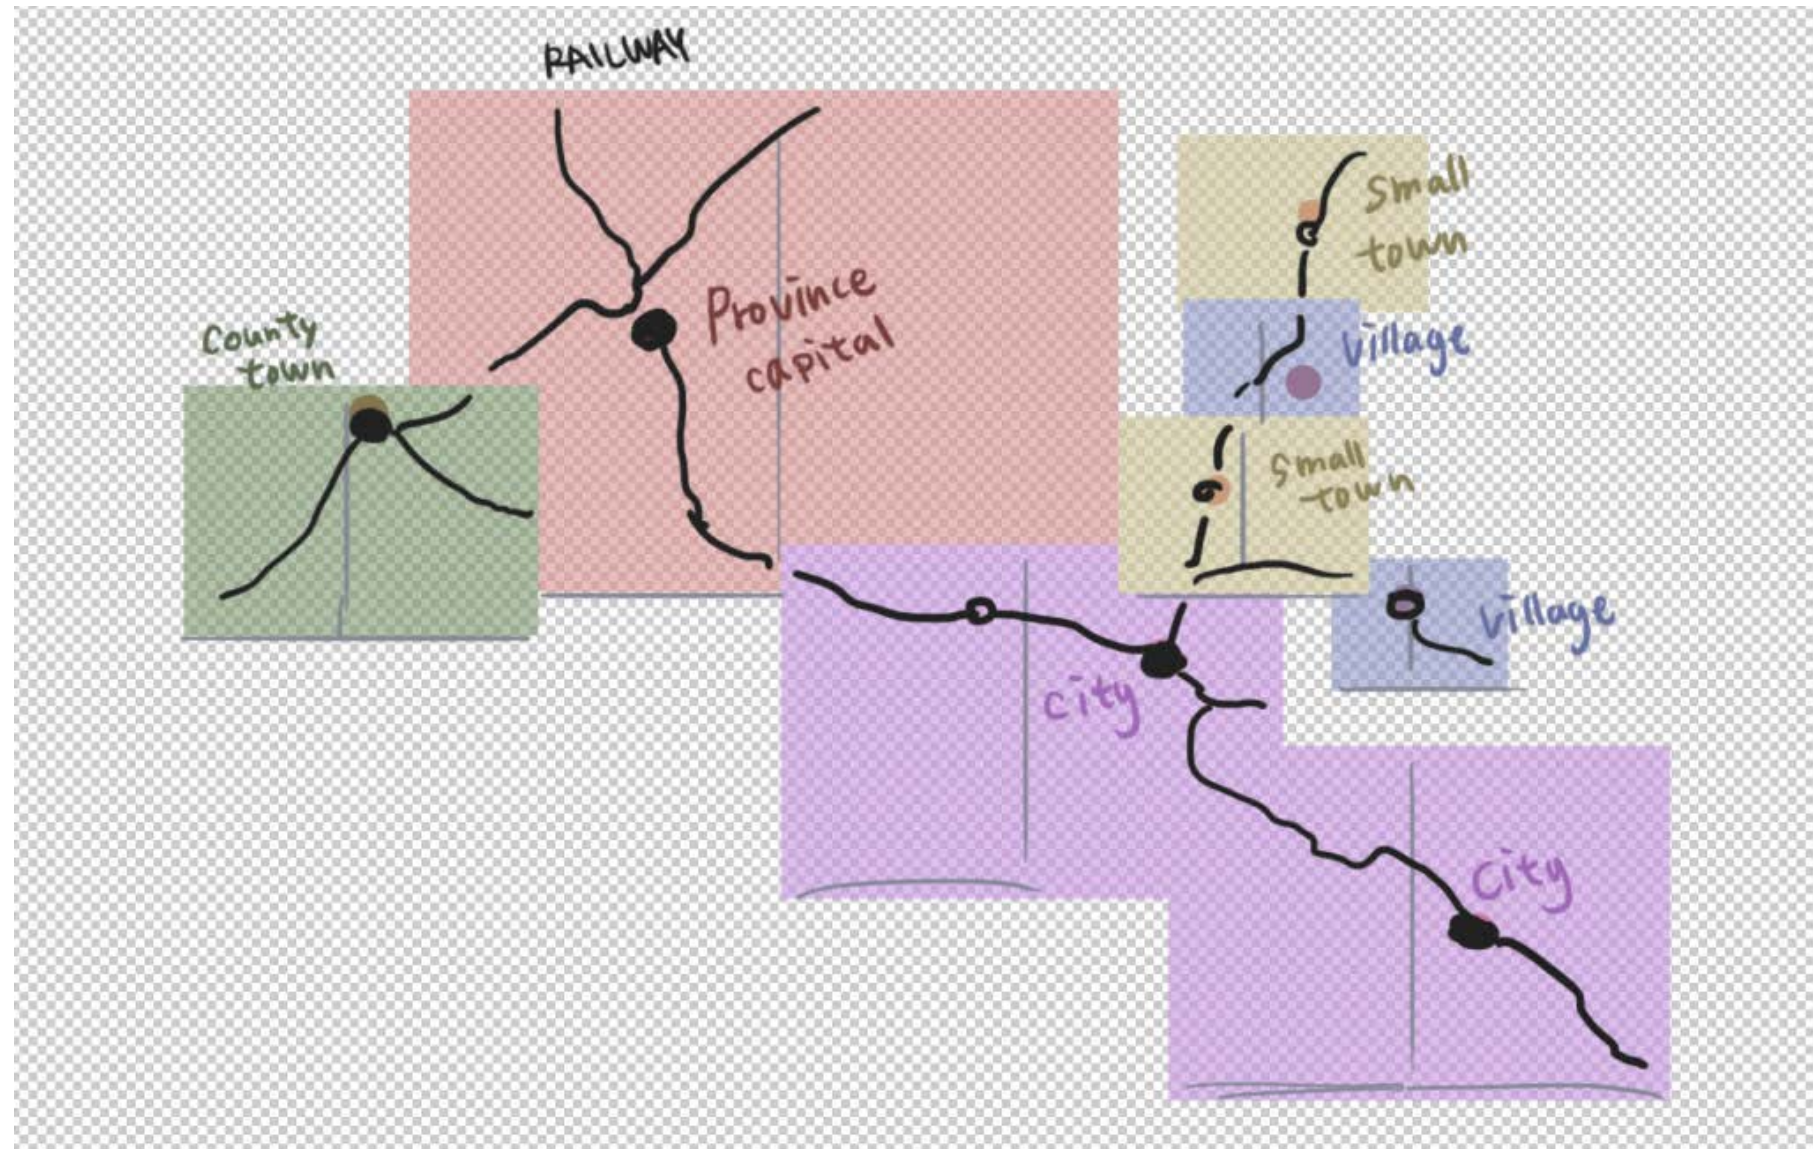 RAILWAY
Small
town
Province
capital
County
town
village
Small
town
village
city
City